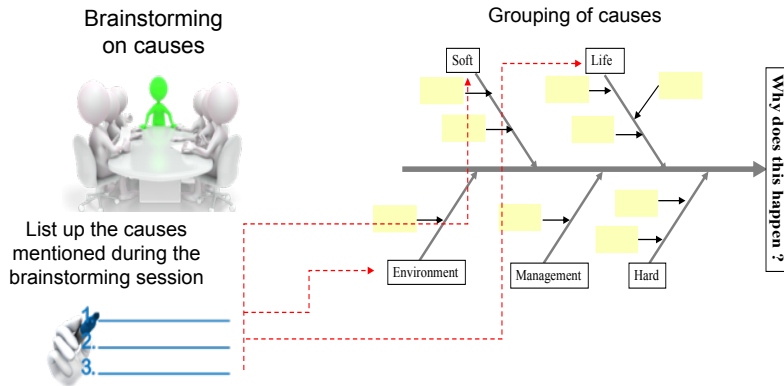 Brainstorming
on causes
List up the causes
mentioned during the
brainstorming session
1.
2.
3.
Grouping of causes
Soft
Life
Environment
Management
Hard
Why does this happen ?